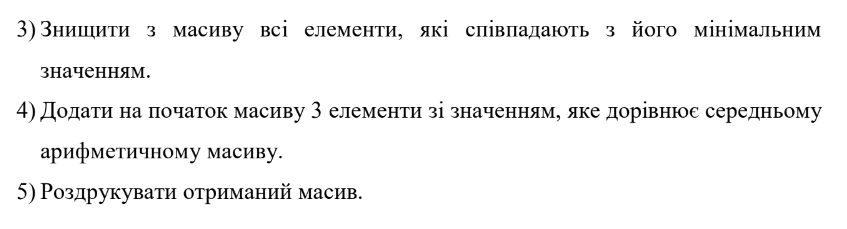 3) Знищити з масиву всі елементи, які співпадають з його мінімальним
значенням.
4) Додати на початок масиву 3 елементи зі значенням, яке дорівнює середньому
арифметичному масиву.
5) Роздрукувати отриманий масив.